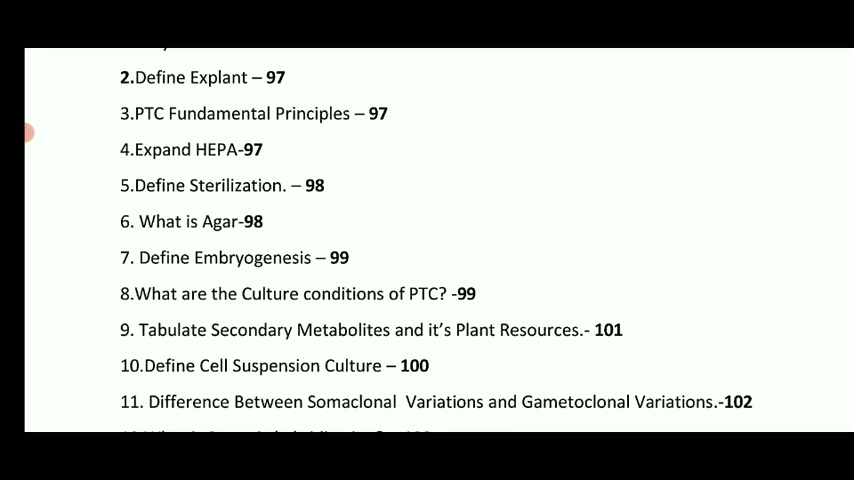 2.Define Explant – 97
3.PTC Fundamental Principles – 97
4.Expand HEPA-97
5.Define Sterilization. – 98
6. What is Agar-98
7. Define Embryogenesis – 99
8.What are the Culture conditions of PTC? -99
9. Tabulate Secondary Metabolites and it’s Plant Resources.- 101
10.Define Cell Suspension Culture – 100
11. Difference Between Somaclonal  Variations and Gametoclonal Variations.-102